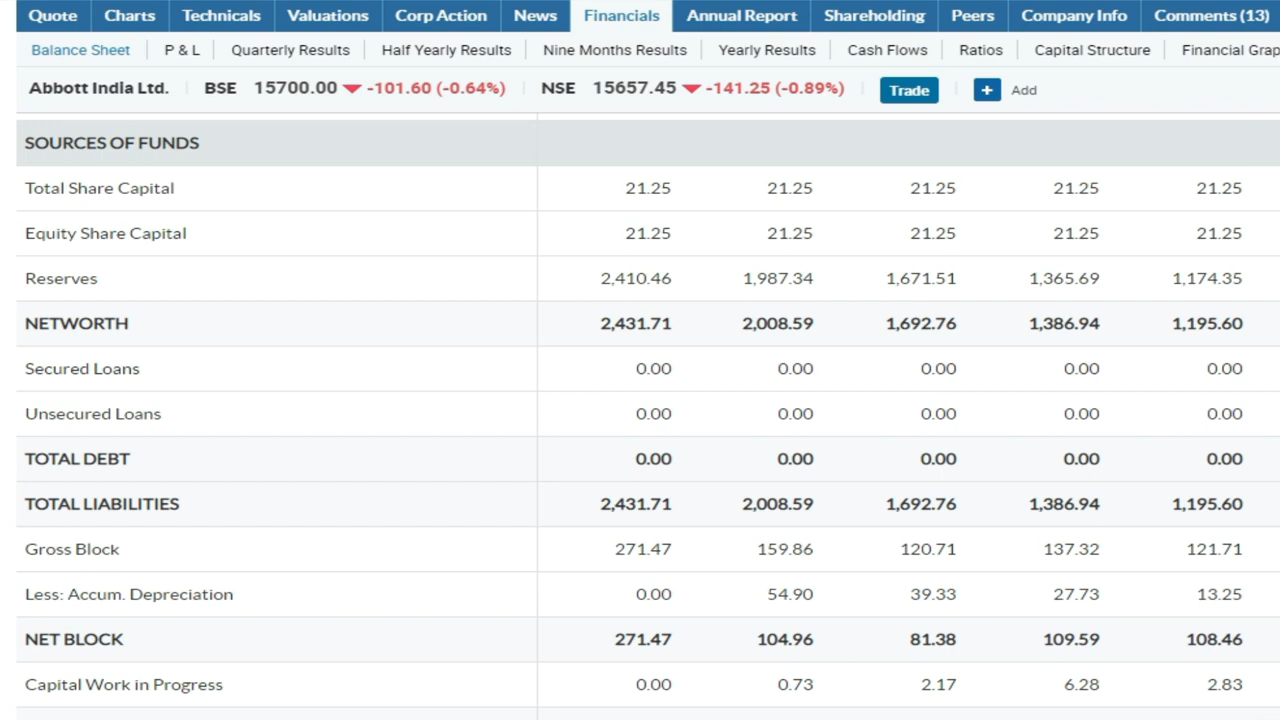 Quote Charts Technicals Valuations Corp Action News Financials Annual Report Shareholding Peers Company Info Comments (13)
Balance Sheet P & L Quarterly Results Half Yearly Results Nine Months Results Yearly Results Cash Flows Ratios Capital Structure Financial Grap
Abbott India Ltd. BSE 15700.00 -101.60 (-0.64%) NSE 15657.45 -141.25 (-0.89%) Trade + Add
SOURCES OF FUNDS
Total Share Capital 21.25 21.25 21.25 21.25 21.25
Equity Share Capital 21.25 21.25 21.25 21.25 21.25
Reserves 2,410.46 1,987.34 1,671.51 1,365.69 1,174.35
NETWORTH 2,431.71 2,008.59 1,692.76 1,386.94 1,195.60
Secured Loans 0.00 0.00 0.00 0.00 0.00
Unsecured Loans 0.00 0.00 0.00 0.00 0.00
TOTAL DEBT 0.00 0.00 0.00 0.00 0.00
TOTAL LIABILITIES 2,431.71 2,008.59 1,692.76 1,386.94 1,195.60
Gross Block 271.47 159.86 120.71 137.32 121.71
Less: Accum. Depreciation 0.00 54.90 39.33 27.73 13.25
NET BLOCK 271.47 104.96 81.38 109.59 108.46
Capital Work in Progress 0.00 0.73 2.17 6.28 2.83